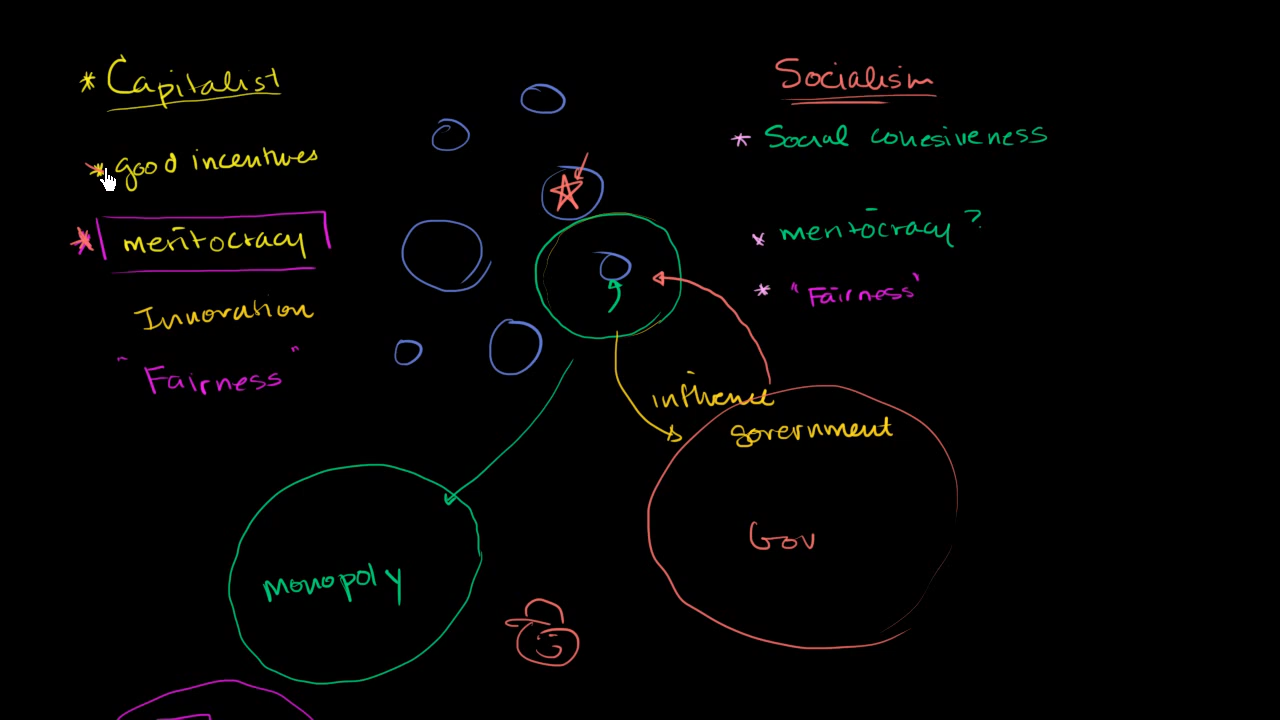 * Capitalist
* good incentives
* meritocracy
Innovation
"Fairness"
Socialism
* Social cohesiveness
* meritocracy?
* "Fairness"
influence
government
Gov
monopoly